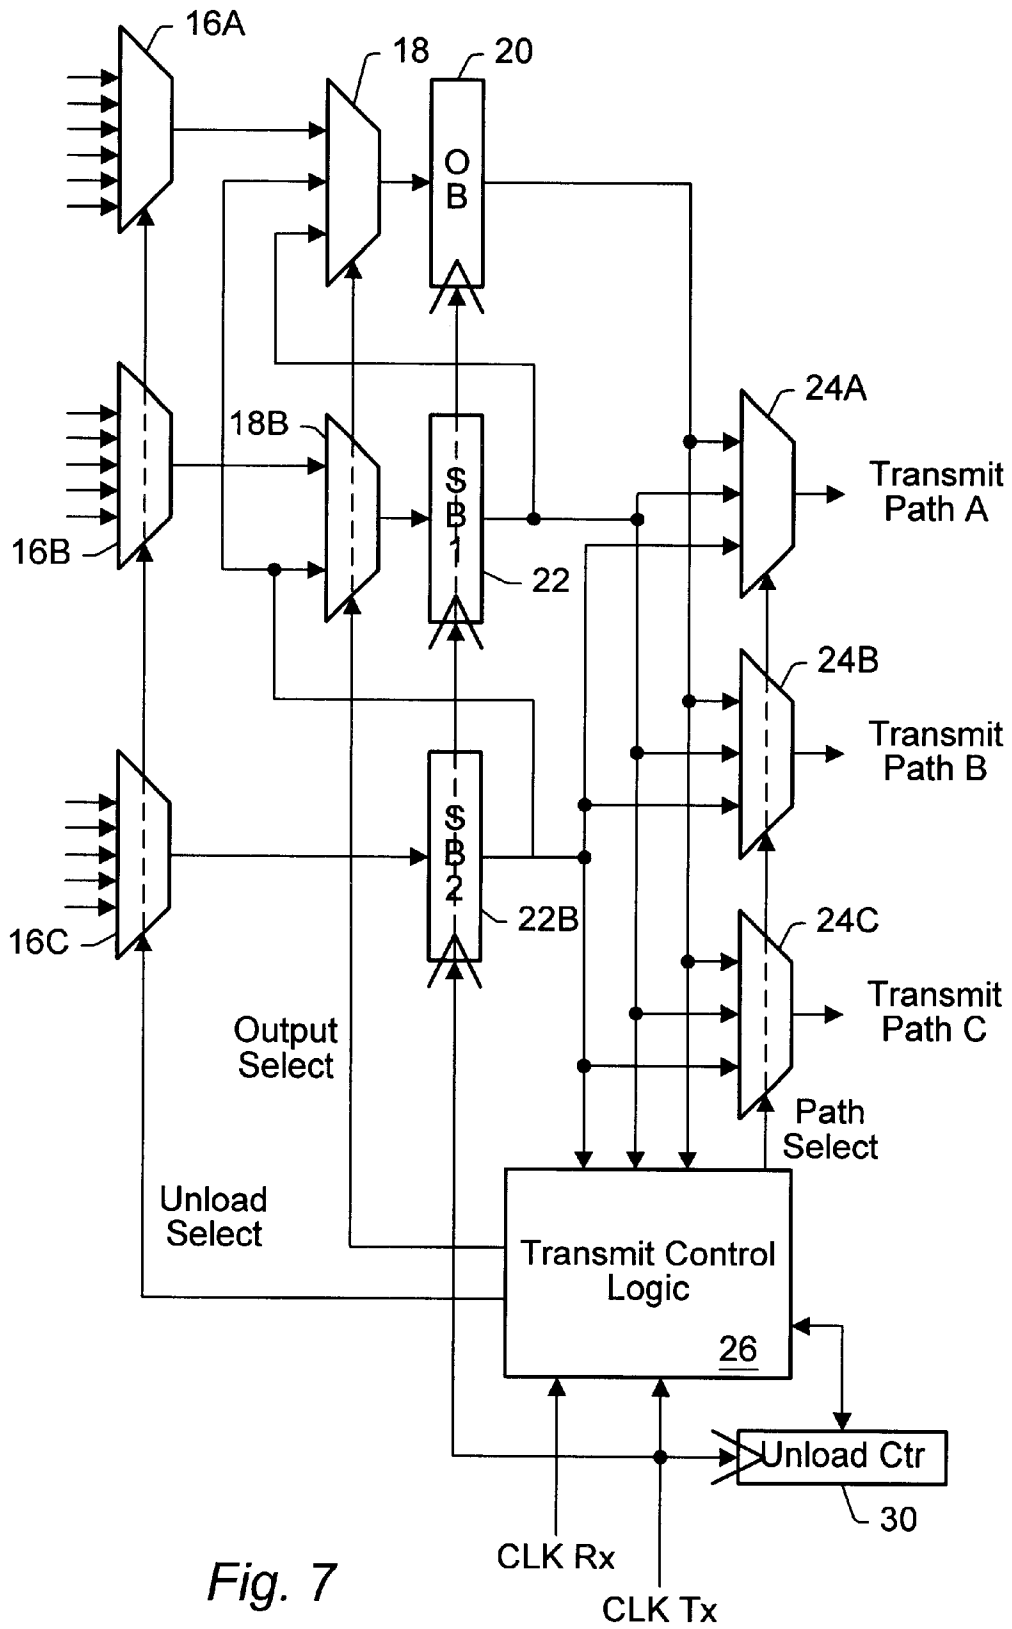 16A
18
20
O
B
24A
18B
Transmit
Path A
S
B
1
16B
22
24B
Transmit
Path B
S
B
2
22B
24C
16C
Transmit
Path C
Output
Select
Path
Select
Unload
Select
Transmit Control
Logic
26
Unload Ctr
30
CLK Rx
Fig. 7
CLK Tx